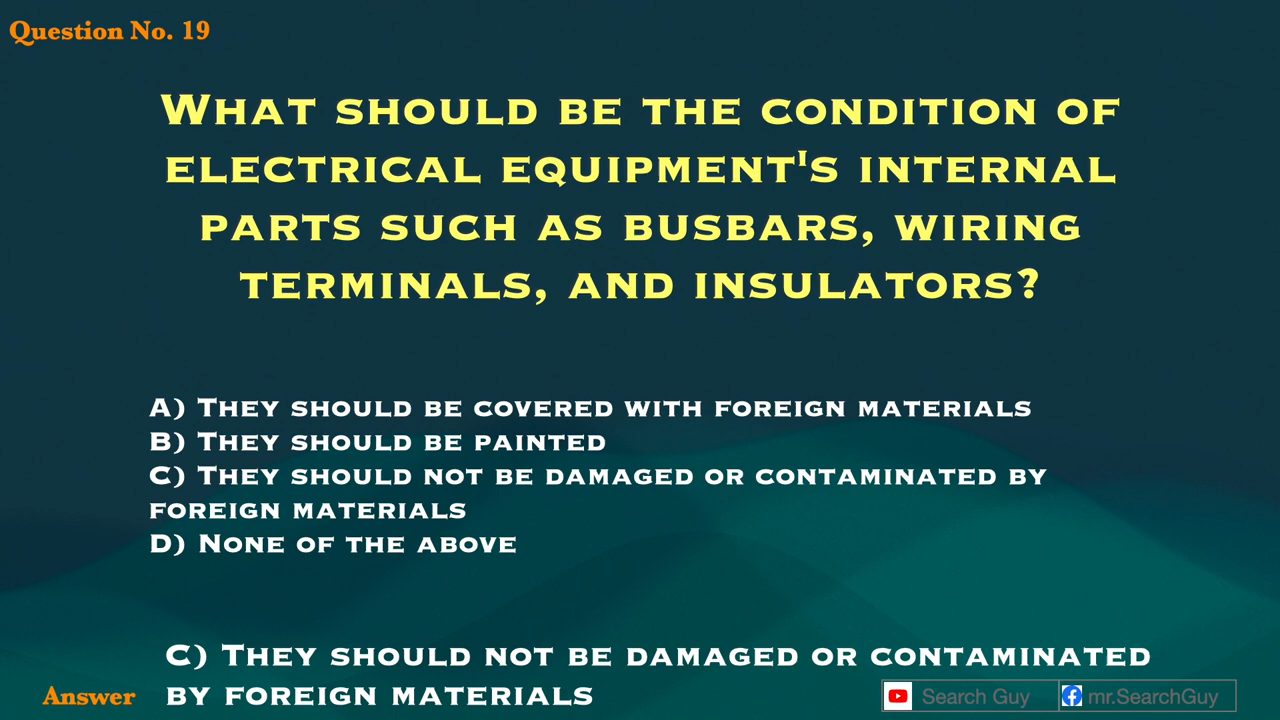 Question No. 19
What should be the condition of
electrical equipment's internal
parts such as busbars, wiring
terminals, and insulators?
A) They should be covered with foreign materials
B) They should be painted
C) They should not be damaged or contaminated by
foreign materials
D) None of the above
C) They should not be damaged or contaminated
Answer by foreign materials
Search Guy mr.SearchGuy